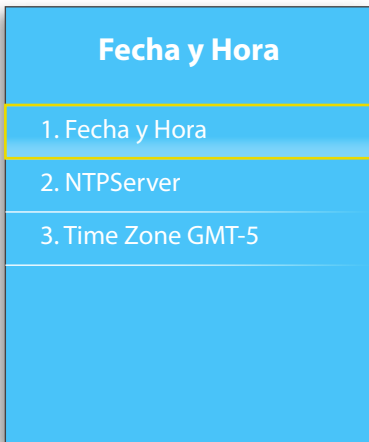 Fecha y Hora
1. Fecha y Hora
2. NTPServer
3. Time Zone GMT-5